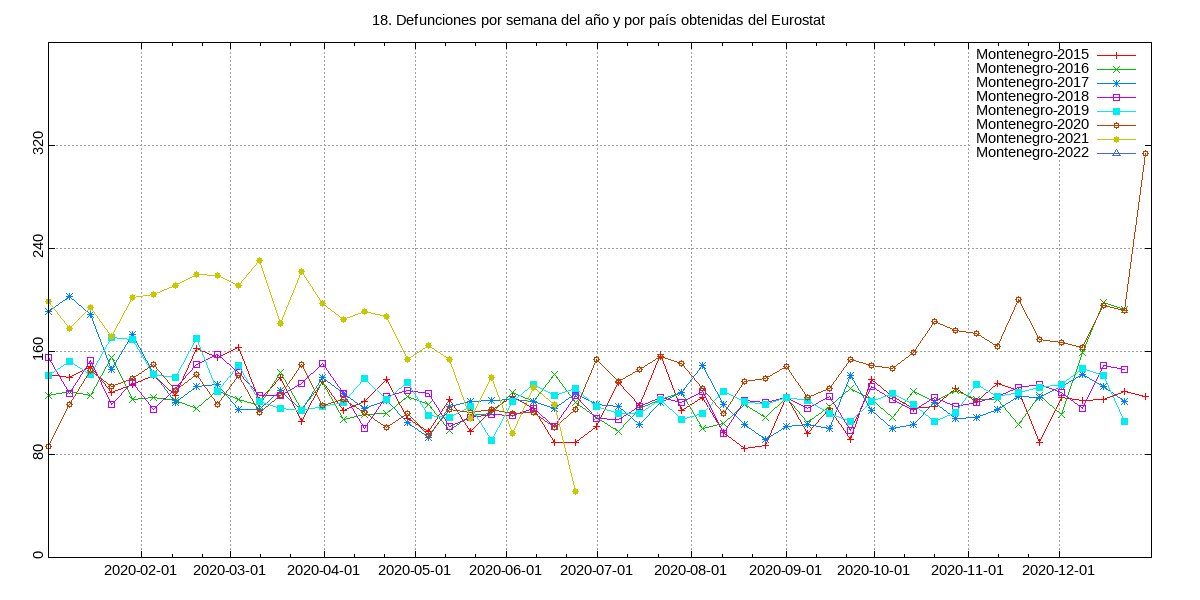 18. Defunciones por semana del año y por país obtenidas del Eurostat
Montenegro-2015
Montenegro-2016
Montenegro-2017
Montenegro-2018
Montenegro-2019
Montenegro-2020
Montenegro-2021
Montenegro-2022
320
240
160
80
0
2020-02-01 2020-03-01 2020-04-01 2020-05-01 2020-06-01 2020-07-01 2020-08-01 2020-09-01 2020-10-01 2020-11-01 2020-12-01